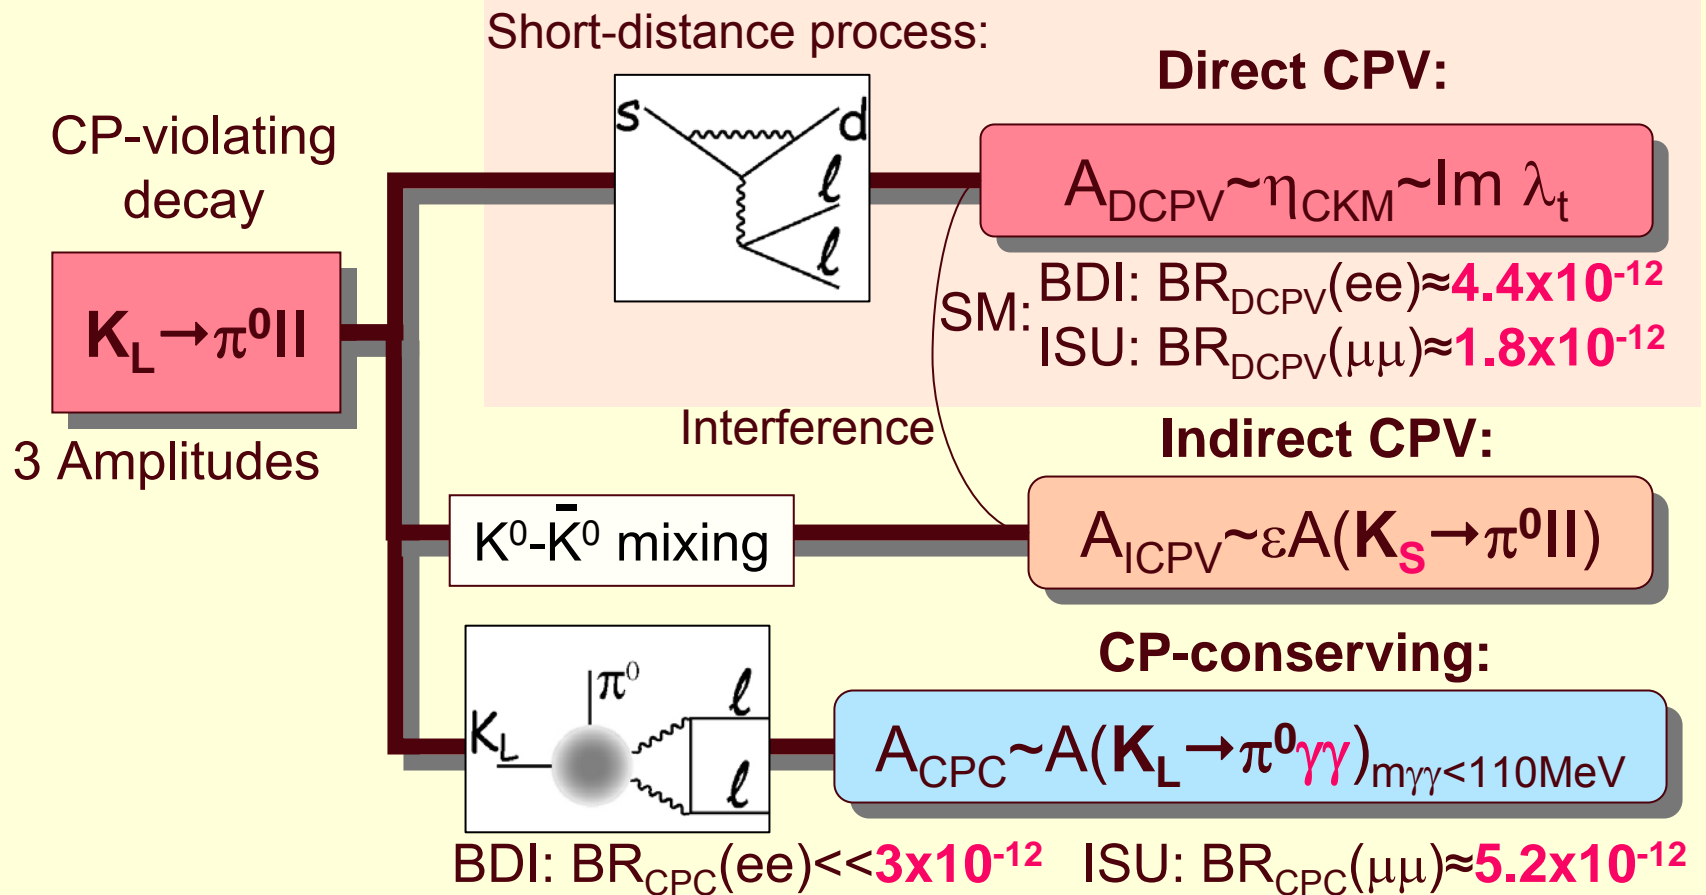 Short-distance process:
Direct CPV:
CP-violating
decay
s d
ℓ
ℓ
A_DCPV~η_CKM~Im λ_t
K_L→π⁰ll
SM:
BDI: BR_DCPV(ee)≈4.4x10⁻¹²
ISU: BR_DCPV(μμ)≈1.8x10⁻¹²
3 Amplitudes
Interference
Indirect CPV:
K⁰-K̄⁰ mixing
A_ICPV~εA(K_S→π⁰ll)
CP-conserving:
π⁰
K_L
ℓ
ℓ
A_CPC~A(K_L→π⁰γγ)_mγγ<110MeV
BDI: BR_CPC(ee)<<3x10⁻¹² ISU: BR_CPC(μμ)≈5.2x10⁻¹²